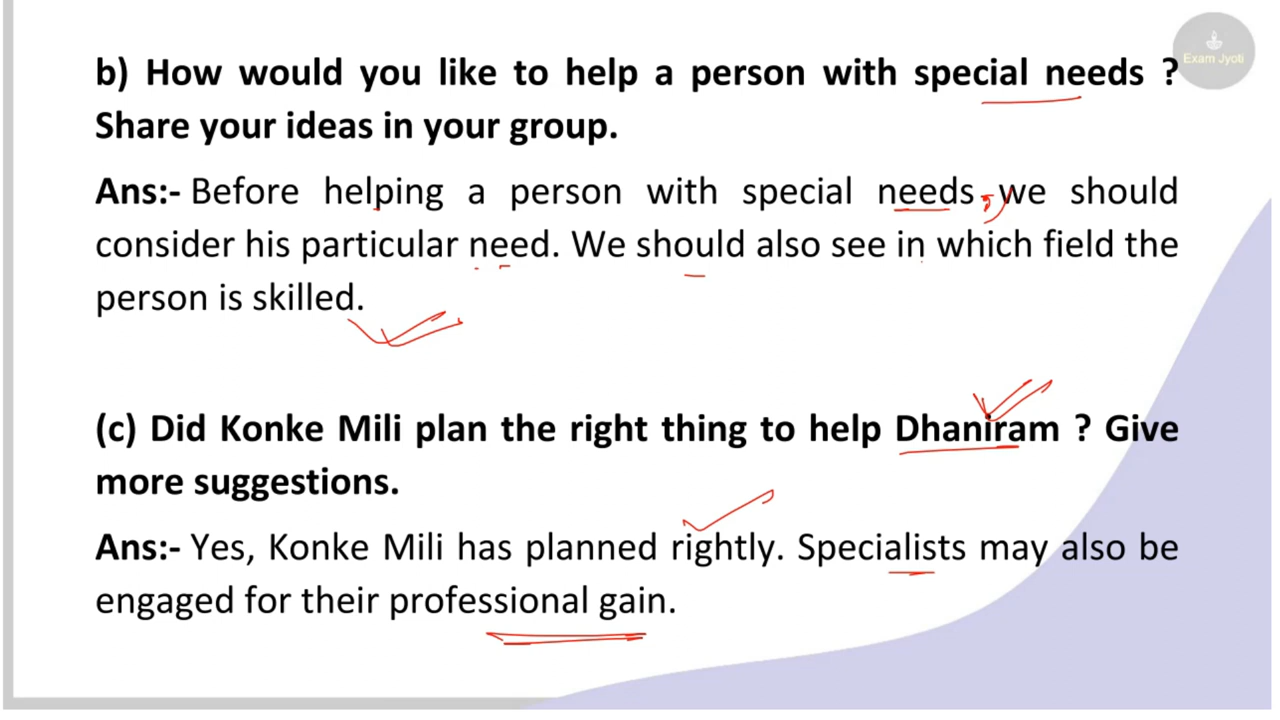 Exam Jyoti
b) How would you like to help a person with special needs ?
Share your ideas in your group.
Ans:- Before helping a person with special needs, we should
consider his particular need. We should also see in which field the
person is skilled.
(c) Did Konke Mili plan the right thing to help Dhaniram ? Give
more suggestions.
Ans:- Yes, Konke Mili has planned rightly. Specialists may also be
engaged for their professional gain.